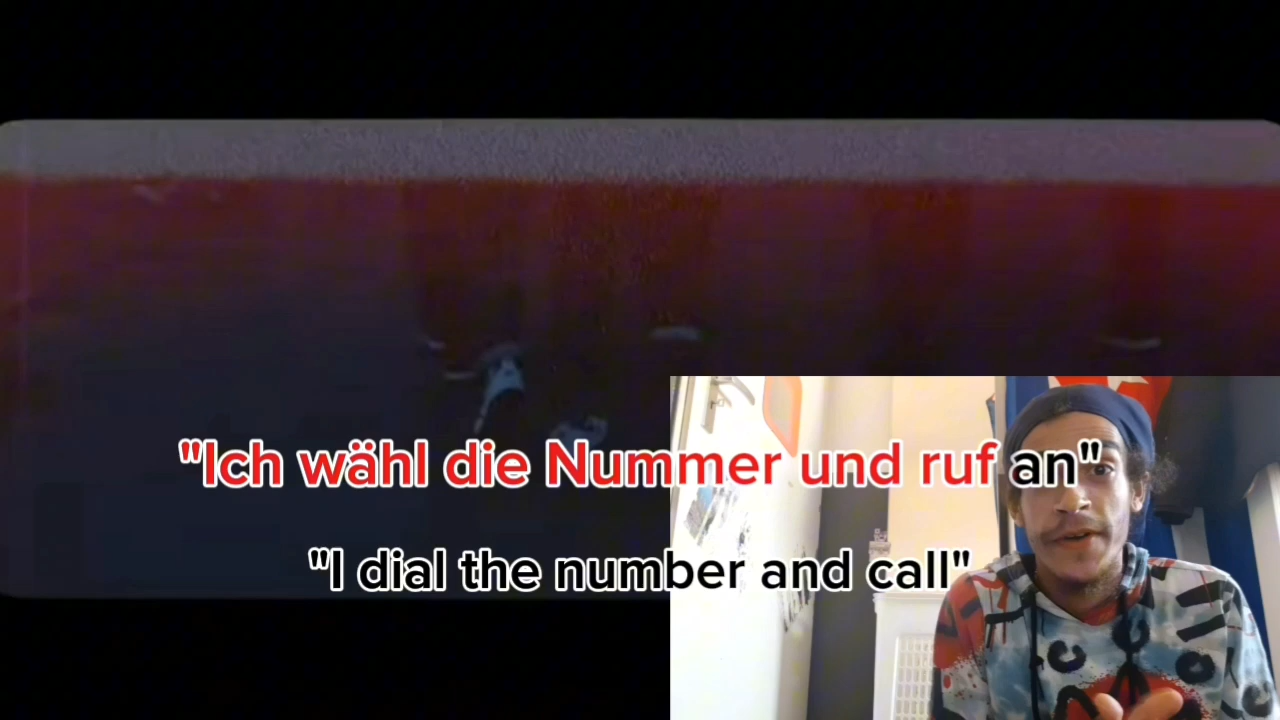 "Ich wähl die Nummer und ruf an"
"I dial the number and call"